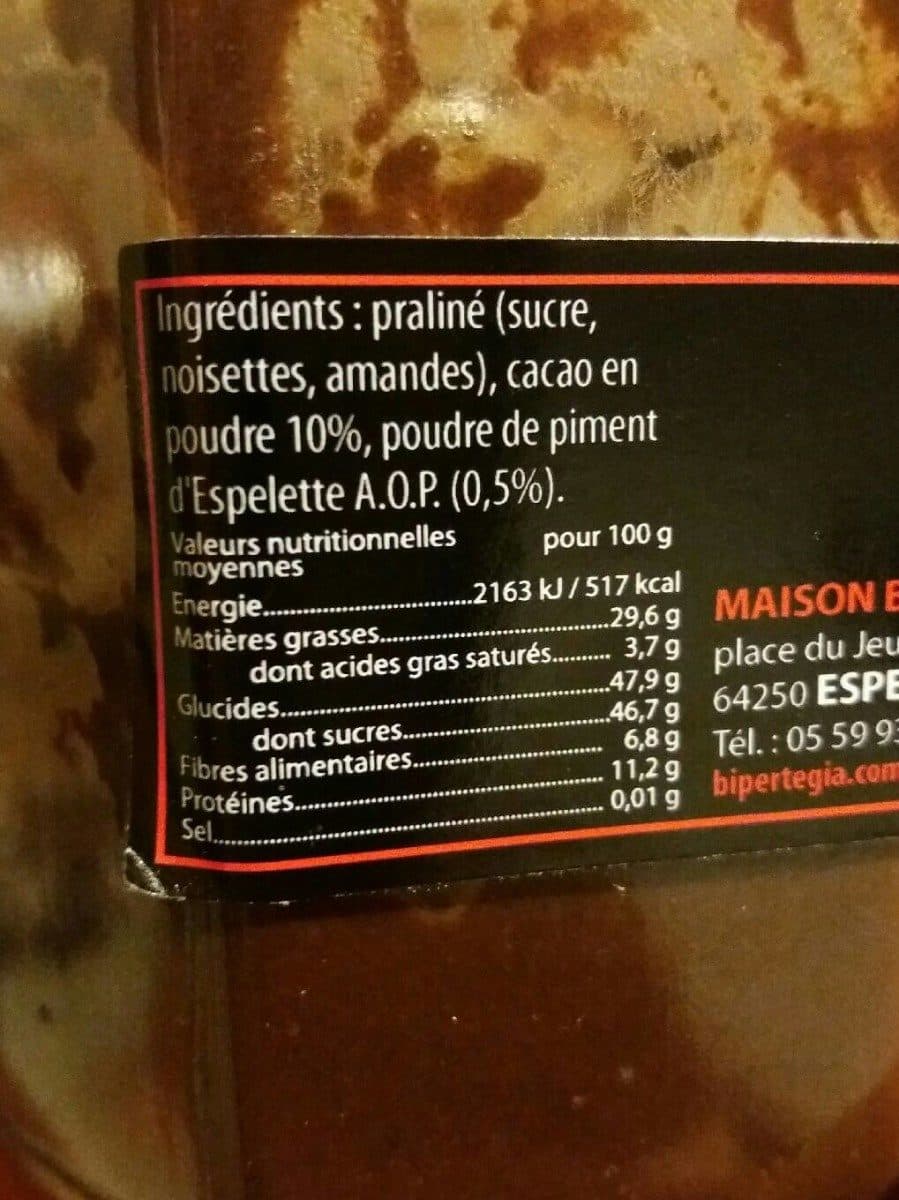 Ingrédients : praliné (sucre,
noisettes, amandes), cacao en
poudre 10%, poudre de piment
d'Espelette A.O.P. (0,5%).
Valeurs nutritionnelles moyennes pour 100 g
Energie..................2163 kJ / 517 kcal
Matières grasses..................29,6 g
dont acides gras saturés.......... 3,7 g
Glucides..................47,9 g
dont sucres..................46,7 g
Fibres alimentaires.................. 6,8 g
Protéines.................. 11,2 g
Sel.................. 0,01 g
MAISON
place du Jeu
64250 ESPE
Tél. : 05 59 93
bipertegia.com